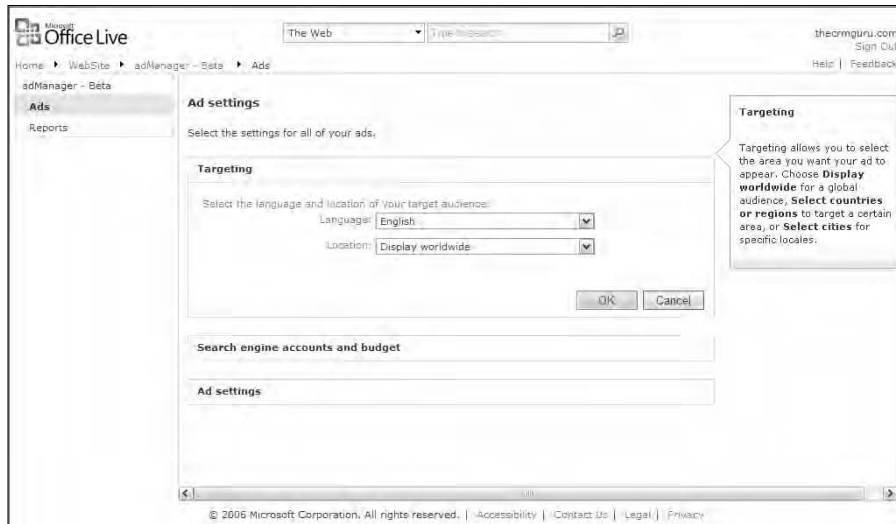 Microsoft
Office Live
The Web
Type to search
thecrmguru.com
Sign Out
Home WebSite adManager - Beta Ads
Help | Feedback
adManager - Beta
Ads
Reports
Ad settings
Select the settings for all of your ads.
Targeting
Select the language and location of your target audience:
Language: English
Location: Display worldwide
OK Cancel
Search engine accounts and budget
Ad settings
Targeting
Targeting allows you to select
the area you want your ad to
appear. Choose Display
worldwide for a global
audience, Select countries
or regions to target a certain
area, or Select cities for
specific locales.
© 2006 Microsoft Corporation. All rights reserved. | Accessibility | Contact Us | Legal | Privacy